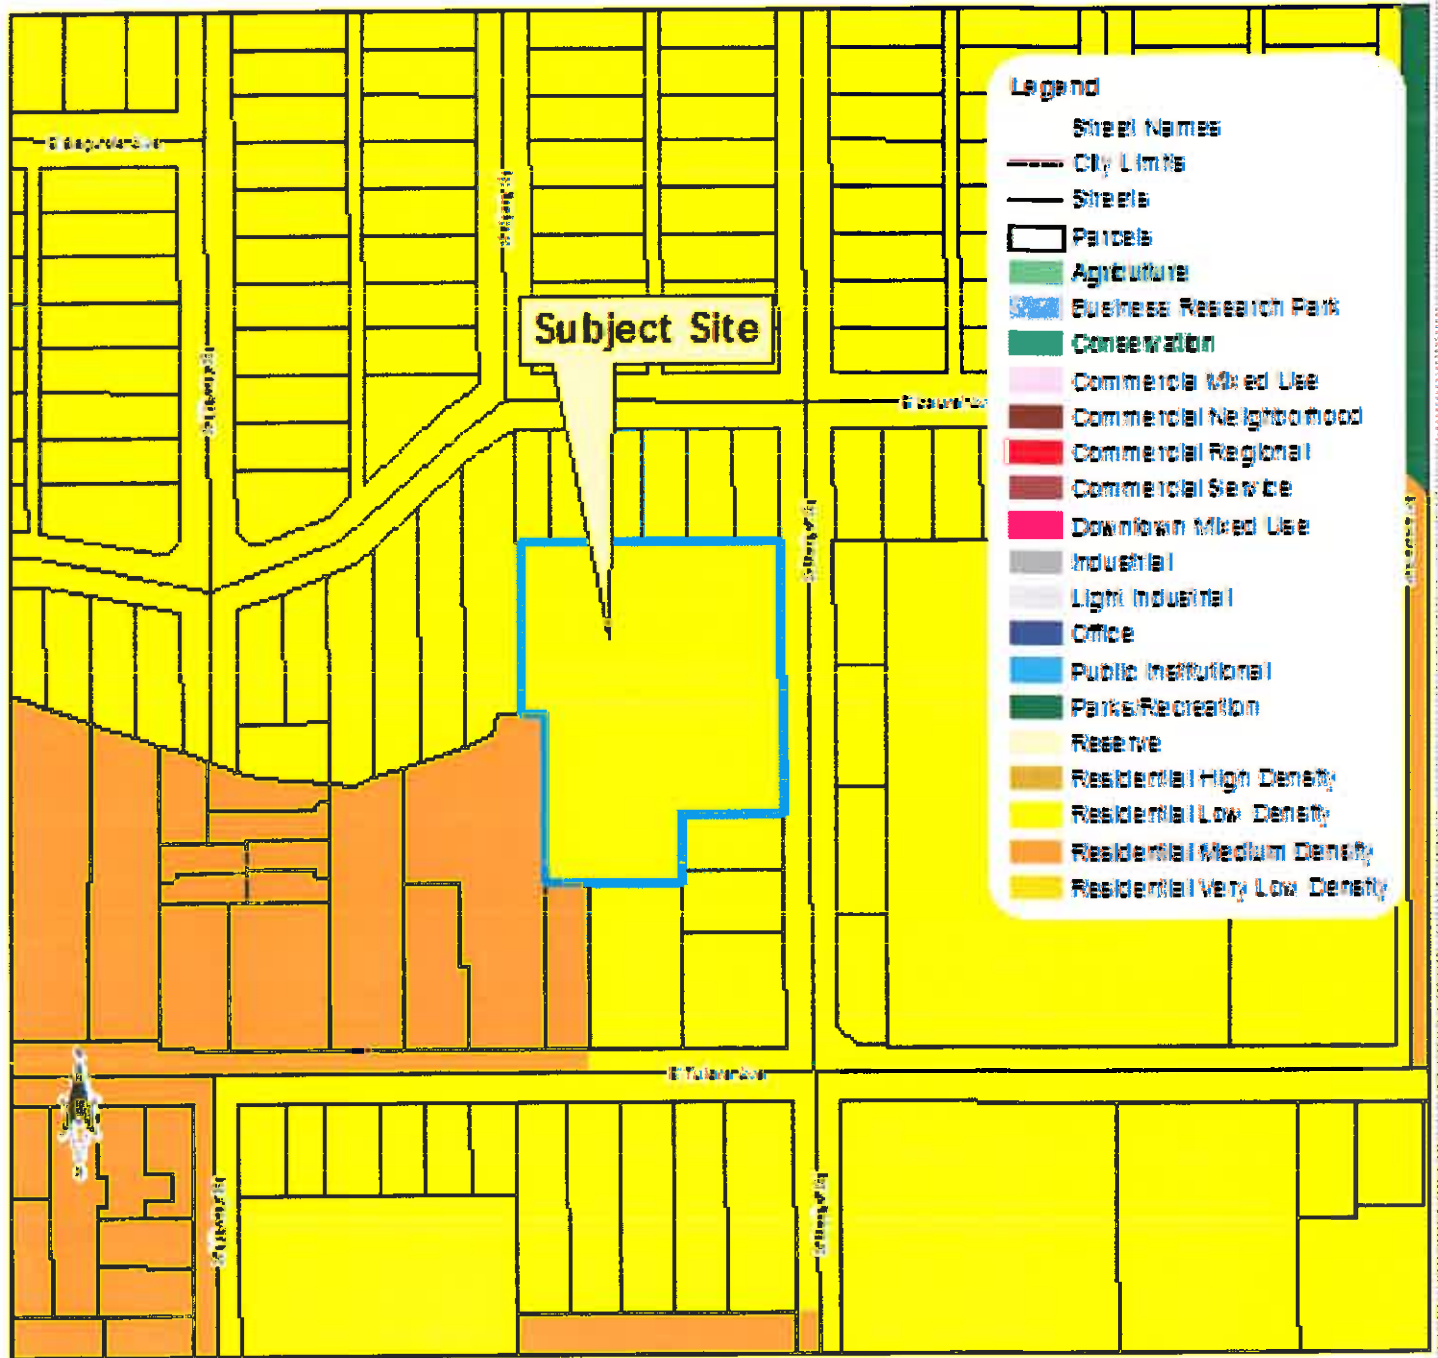 Legend
Street Names
City Limits
Streets
Parcels
Agriculture
Business Research Park
Conservation
Commercial Mixed Use
Commercial Neighborhood
Commercial Regional
Commercial Service
Downtown Mixed Use
Industrial
Light Industrial
Office
Public Institutional
Parks/Recreation
Reserve
Residential High Density
Residential Low Density
Residential Medium Density
Residential Very Low Density
Subject Site
E Tulare Ave